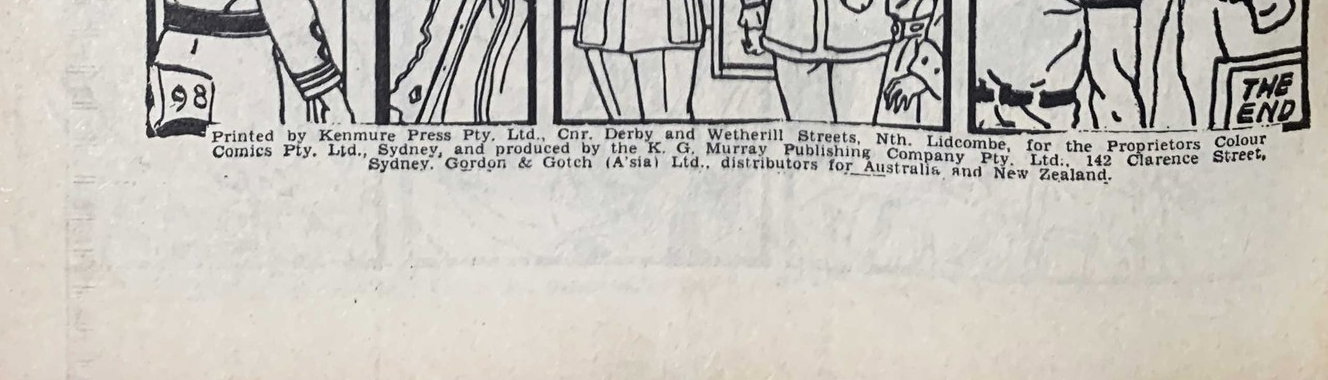 98
THE
END
Printed by Kenmure Press Pty. Ltd., Cnr. Derby and Wetherill Streets, Nth. Lidcombe, for the Proprietors Colour
Comics Pty. Ltd., Sydney, and produced by the K. G. Murray Publishing Company Pty. Ltd., 142 Clarence Street,
Sydney. Gordon & Gotch (A'sia) Ltd., distributors for Australia and New Zealand.